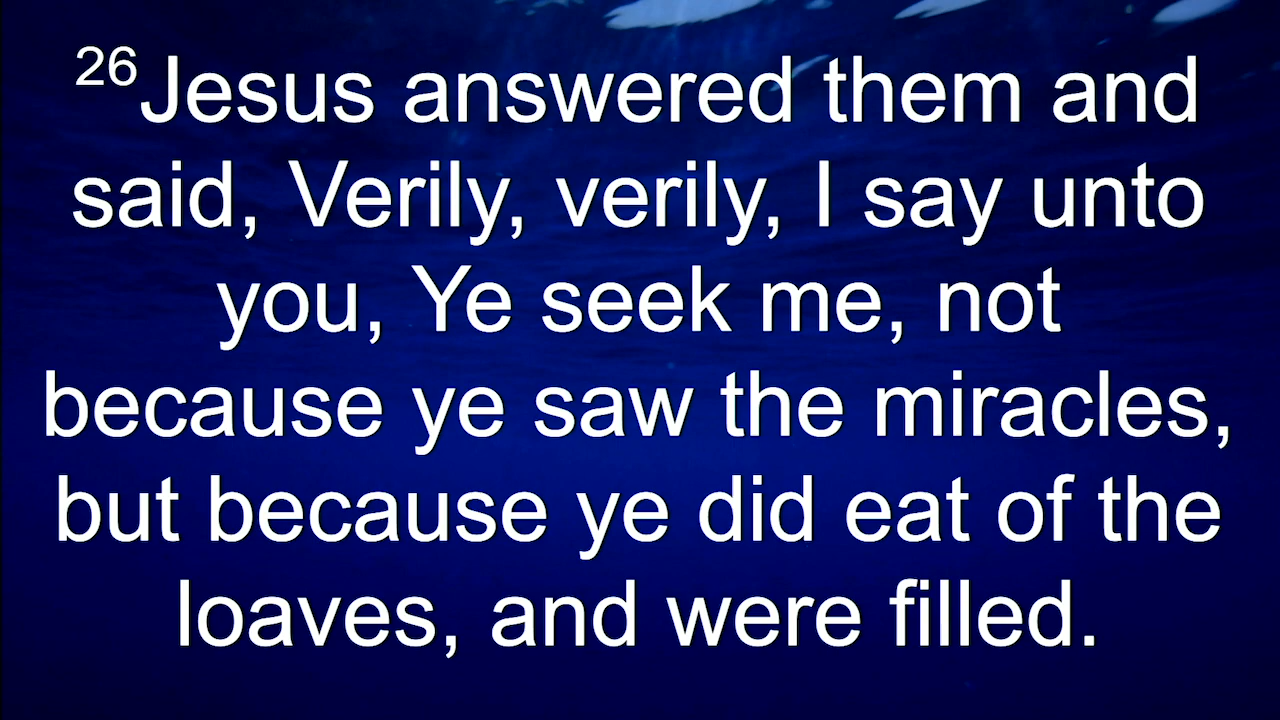 26Jesus answered them and
said, Verily, verily, I say unto
you, Ye seek me, not
because ye saw the miracles,
but because ye did eat of the
loaves, and were filled.